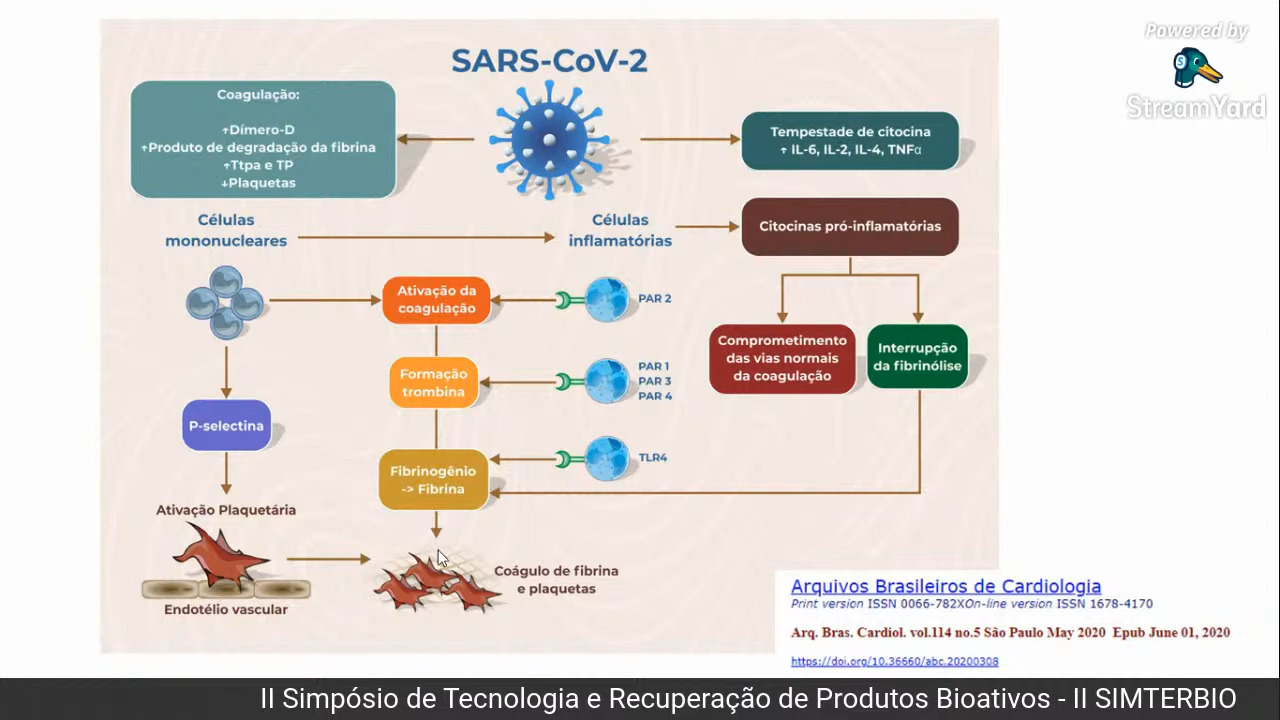 SARS-CoV-2
Powered by
StreamYard
Coagulação:
↑Dímero-D
↑Produto de degradação da fibrina
↑Ttpa e TP
↓Plaquetas
Tempestade de citocina
↑ IL-6, IL-2, IL-4, TNFα
Células
mononucleares
Células
inflamatórias
Citocinas pró-inflamatórias
Ativação da
coagulação
PAR 2
Comprometimento
das vias normais
da coagulação
Interrupção
da fibrinólise
Formação
trombina
PAR 1
PAR 3
PAR 4
P-selectina
Fibrinogênio
-> Fibrina
TLR4
Ativação Plaquetária
Endotélio vascular
Coágulo de fibrina
e plaquetas
Arquivos Brasileiros de Cardiologia
Print version ISSN 0066-782XOn-line version ISSN 1678-4170
Arq. Bras. Cardiol. vol.114 no.5 São Paulo May 2020 Epub June 01, 2020
https://doi.org/10.36660/abc.20200308
II Simpósio de Tecnologia e Recuperação de Produtos Bioativos - II SIMTERBIO